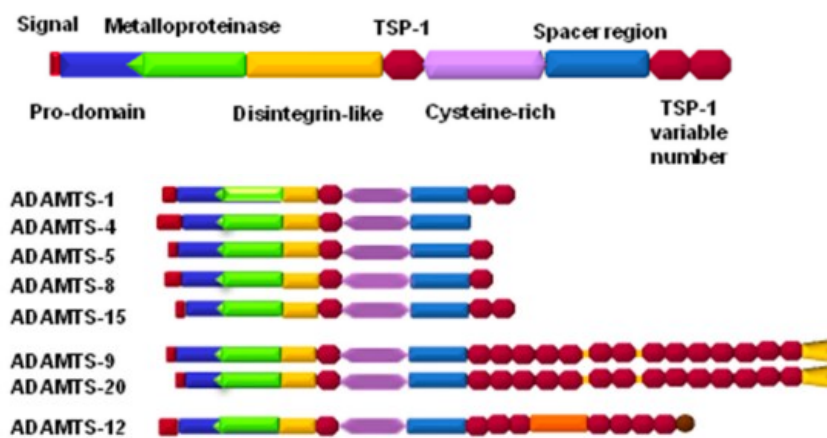 Signal
Metalloproteinase
TSP-1
Spacer region
Pro-domain
Disintegrin-like
Cysteine-rich
TSP-1
variable
number
ADAMTS-1
ADAMTS-4
ADAMTS-5
ADAMTS-8
ADAMTS-15
ADAMTS-9
ADAMTS-20
ADAMTS-12